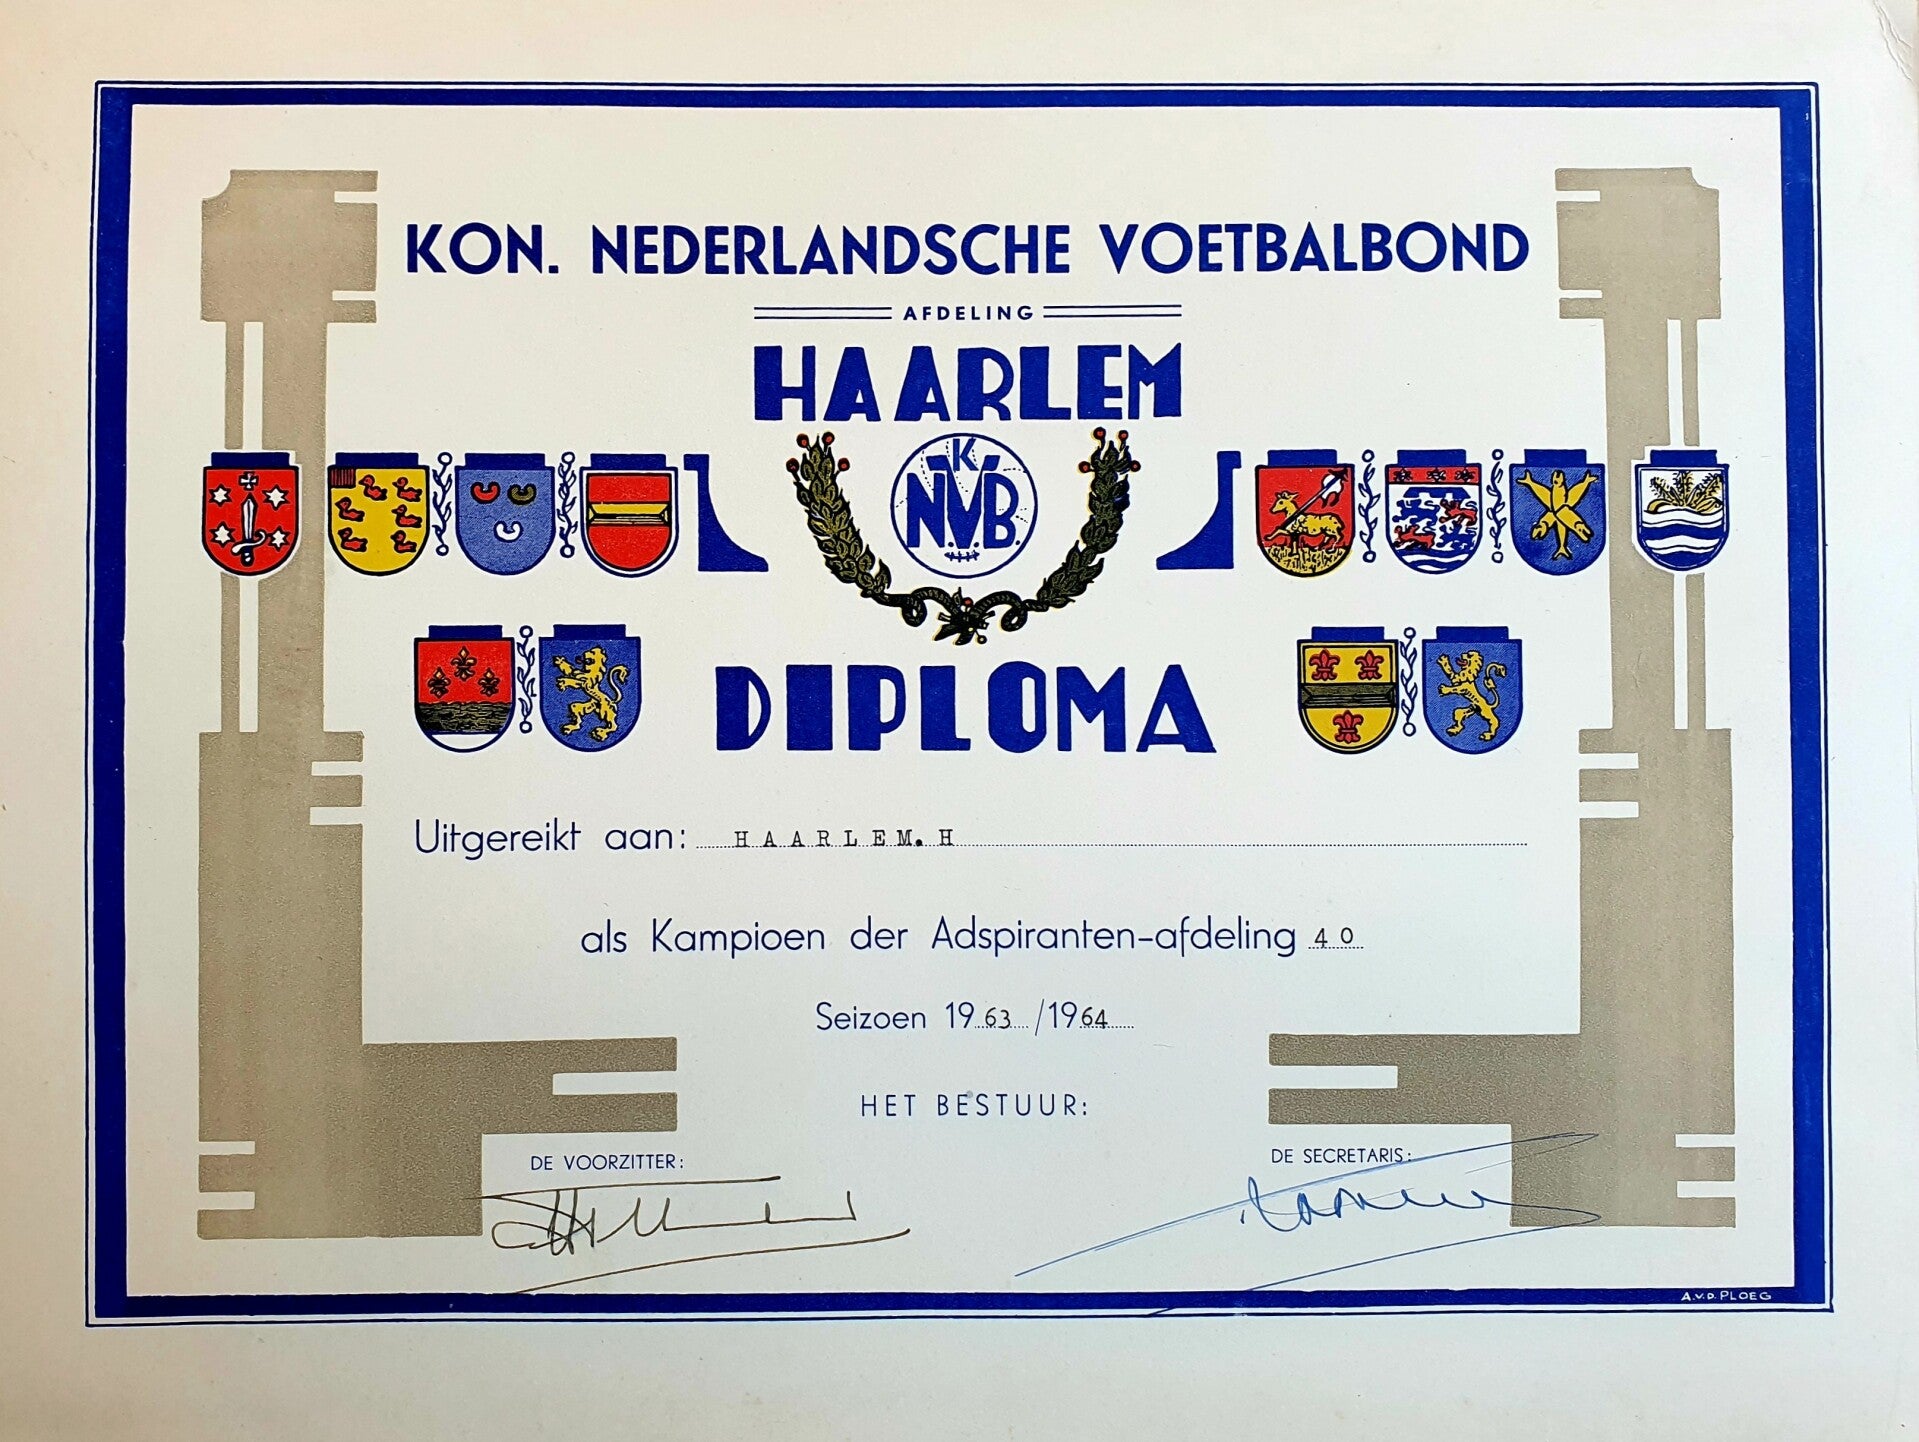 KON. NEDERLANDSCHE VOETBALBOND
AFDELING
HAARLEM
K
N.V.B.
DIPLOMA
Uitgereikt aan: HAARLEM.H
als Kampioen der Adspiranten-afdeling 40
Seizoen 1963/1964
HET BESTUUR:
DE VOORZITTER:
DE SECRETARIS:
A.V.D. PLOEG